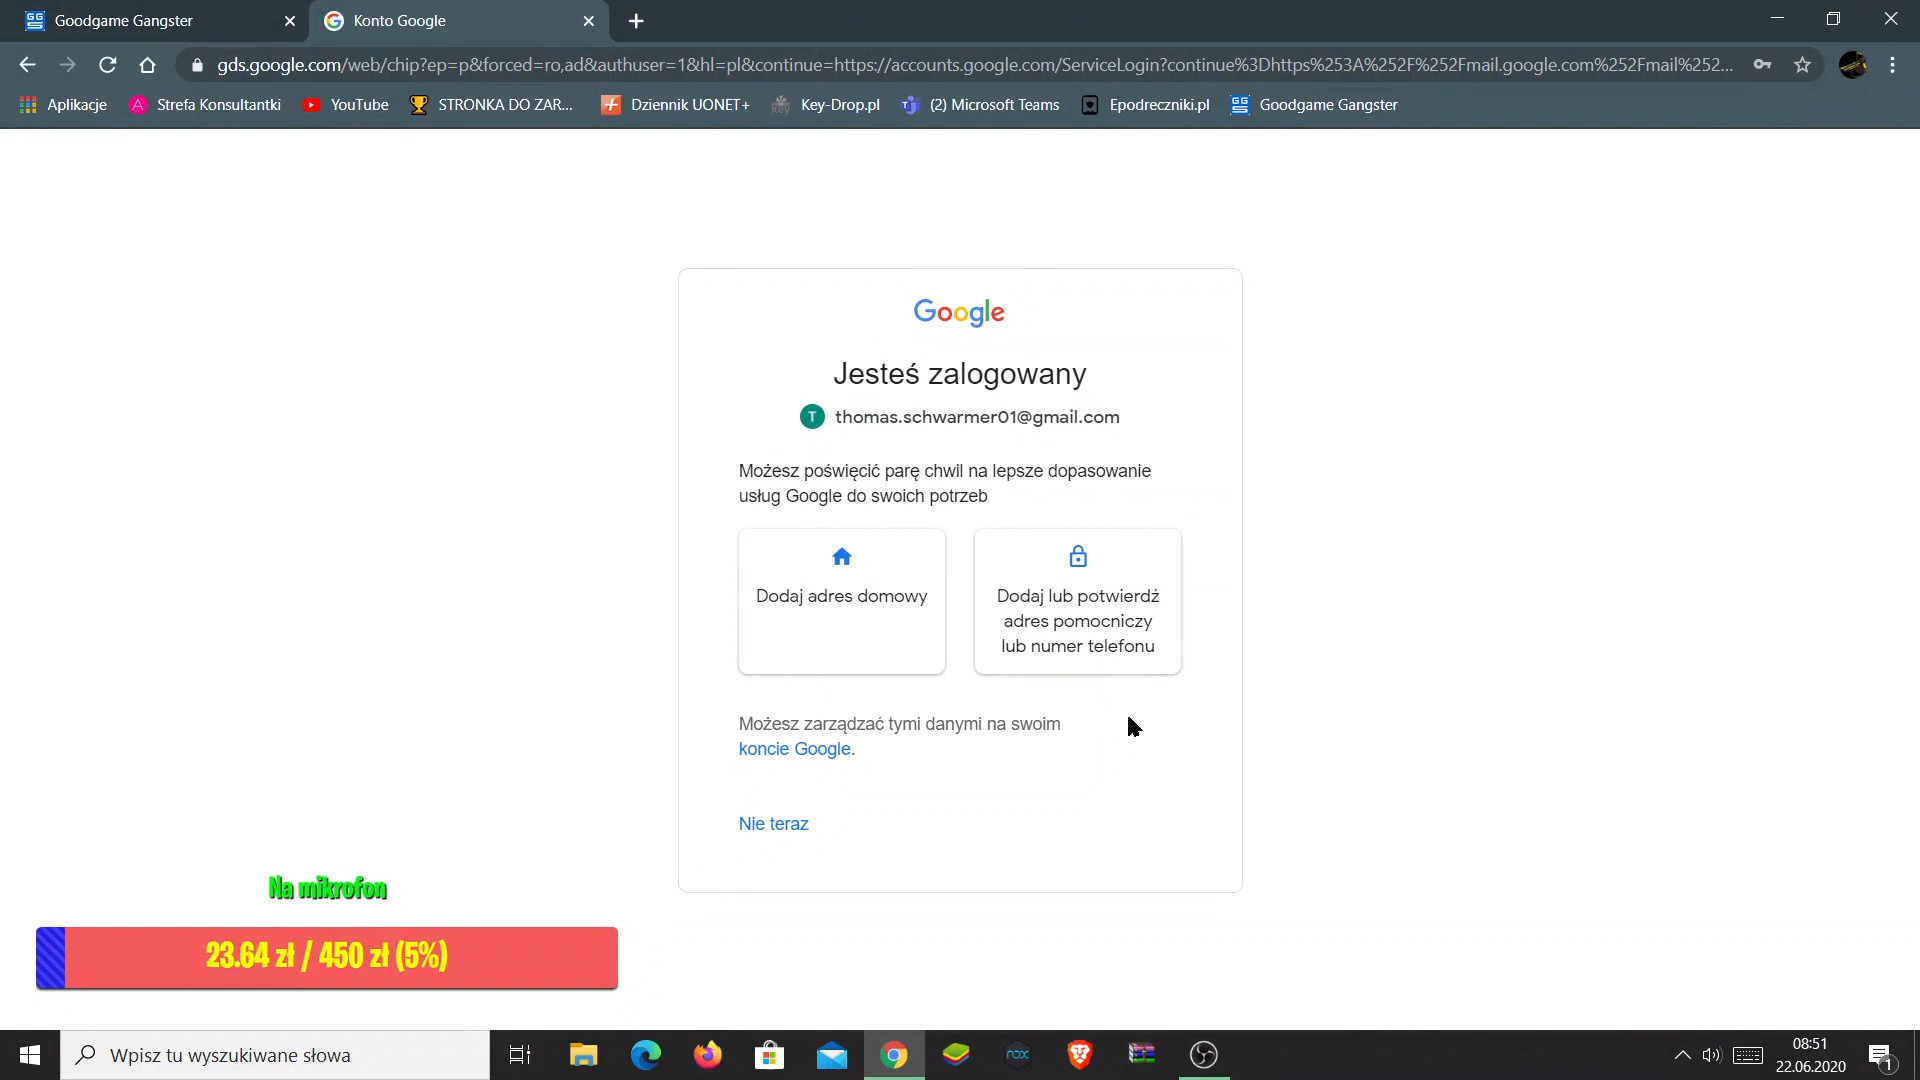 Goodgame Gangster
Konto Google
gds.google.com/web/chip?ep=p&forced=ro,ad&authuser=1&hl=pl&continue=https://accounts.google.com/ServiceLogin?continue%3Dhttps%253A%252F%252Fmail.google.com%252Fmail%252...
Aplikacje
Strefa Konsultantki
YouTube
STRONKA DO ZAR...
Dziennik UONET+
Key-Drop.pl
(2) Microsoft Teams
Epodreczniki.pl
Goodgame Gangster
Google
Jesteś zalogowany
T thomas.schwarmer01@gmail.com
Możesz poświęcić parę chwil na lepsze dopasowanie
usług Google do swoich potrzeb
Dodaj adres domowy
Dodaj lub potwierdź
adres pomocniczy
lub numer telefonu
Możesz zarządzać tymi danymi na swoim
koncie Google.
Nie teraz
Na mikrofon
23.64 zł / 450 zł (5%)
Wpisz tu wyszukiwane słowa
nox
08:51
22.06.2020
1